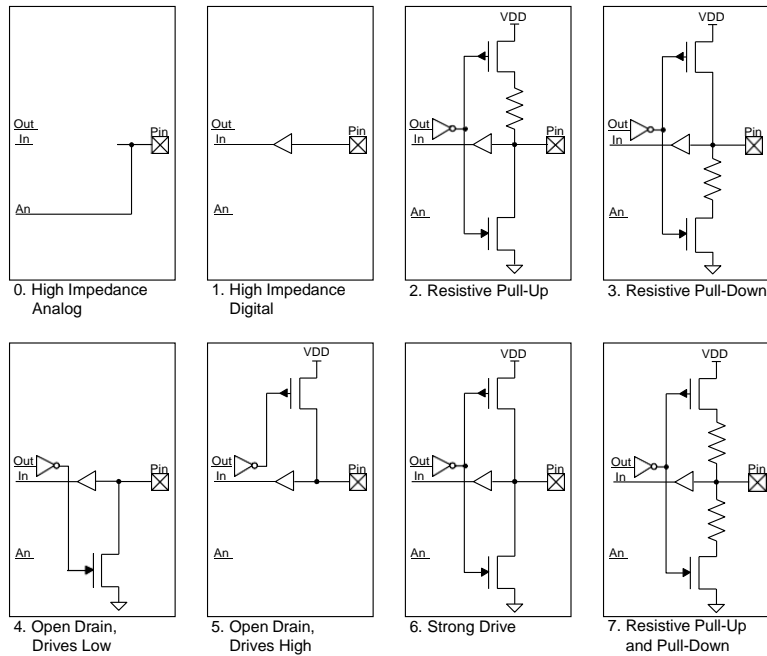 VDD
VDD
Out
In
Pin
An
Out
In
Pin
An
Out
In
Pin
An
Out
In
Pin
An
0. High Impedance
Analog
1. High Impedance
Digital
2. Resistive Pull-Up
3. Resistive Pull-Down
VDD
VDD
VDD
Out
In
Pin
An
Out
In
Pin
An
Out
In
Pin
An
Out
In
Pin
An
4. Open Drain,
Drives Low
5. Open Drain,
Drives High
6. Strong Drive
7. Resistive Pull-Up
and Pull-Down